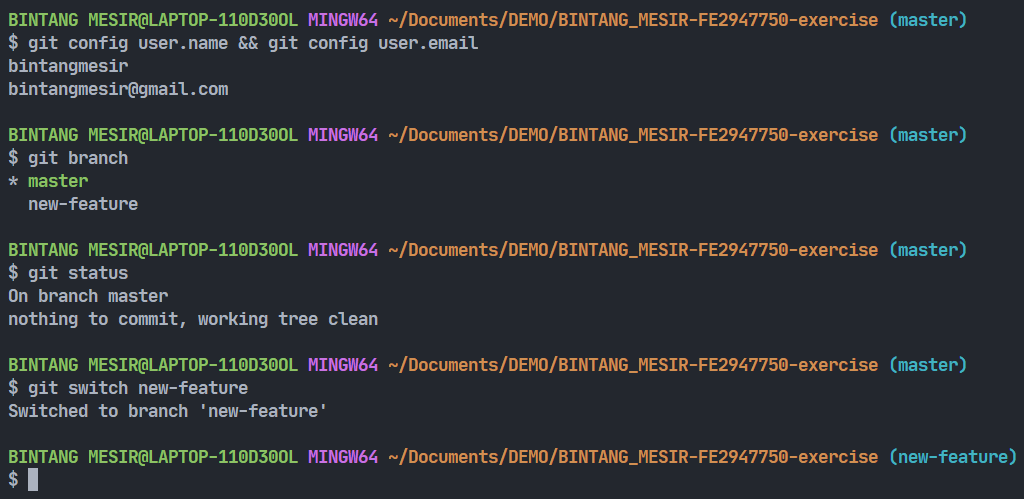 BINTANG MESIR@LAPTOP-110D30OL MINGW64 ~/Documents/DEMO/BINTANG_MESIR-FE2947750-exercise (master)
$ git config user.name && git config user.email
bintangmesir
bintangmesir@gmail.com
BINTANG MESIR@LAPTOP-110D30OL MINGW64 ~/Documents/DEMO/BINTANG_MESIR-FE2947750-exercise (master)
$ git branch
* master
new-feature
BINTANG MESIR@LAPTOP-110D30OL MINGW64 ~/Documents/DEMO/BINTANG_MESIR-FE2947750-exercise (master)
$ git status
On branch master
nothing to commit, working tree clean
BINTANG MESIR@LAPTOP-110D30OL MINGW64 ~/Documents/DEMO/BINTANG_MESIR-FE2947750-exercise (master)
$ git switch new-feature
Switched to branch 'new-feature'
BINTANG MESIR@LAPTOP-110D30OL MINGW64 ~/Documents/DEMO/BINTANG_MESIR-FE2947750-exercise (new-feature)
$